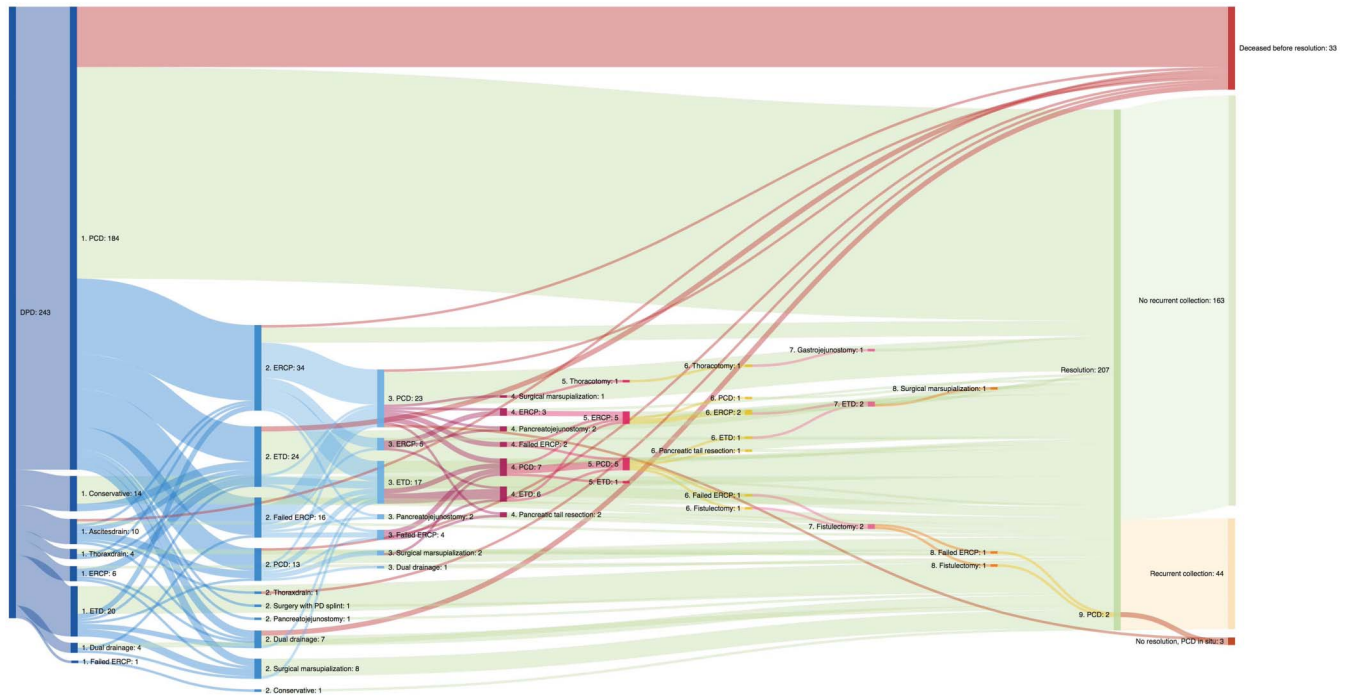 DPD: 243
1. PCD: 184
1. Conservative: 14
1. Ascitesdrain: 10
1. Thoraxdrain: 4
1. ERCP: 6
1. ETD: 20
1. Dual drainage: 4
1. Failed ERCP: 1
2. ERCP: 34
2. ETD: 24
2. Failed ERCP: 16
2. PCD: 13
2. Thoraxdrain: 1
2. Surgery with PD splint: 1
2. Pancreatojejunostomy: 1
2. Dual drainage: 7
2. Surgical marsupialization: 8
2. Conservative: 1
3. PCD: 23
3. ERCP: 5
3. ETD: 17
3. Pancreatojejunostomy: 2
3. Failed ERCP: 4
3. Surgical marsupialization: 2
3. Dual drainage: 1
4. Surgical marsupialization: 1
4. ERCP: 3
4. Pancreatojejunostomy: 2
4. Failed ERCP: 2
4. PCD: 7
4. ETD: 6
4. Pancreatic tail resection: 2
5. Thoracotomy: 1
5. ERCP: 5
5. PCD: 5
5. ETD: 1
6. Thoracotomy: 1
6. PCD: 1
6. ERCP: 2
6. ETD: 1
6. Pancreatic tail resection: 1
6. Failed ERCP: 1
6. Fistulectomy: 1
7. Gastrojejunostomy: 1
7. ETD: 2
7. Fistulectomy: 2
8. Surgical marsupialization: 1
8. Failed ERCP: 1
8. Fistulectomy: 1
9. PCD: 2
Resolution: 207
Deceased before resolution: 33
No recurrent collection: 163
Recurrent collection: 44
No resolution, PCD in situ: 3